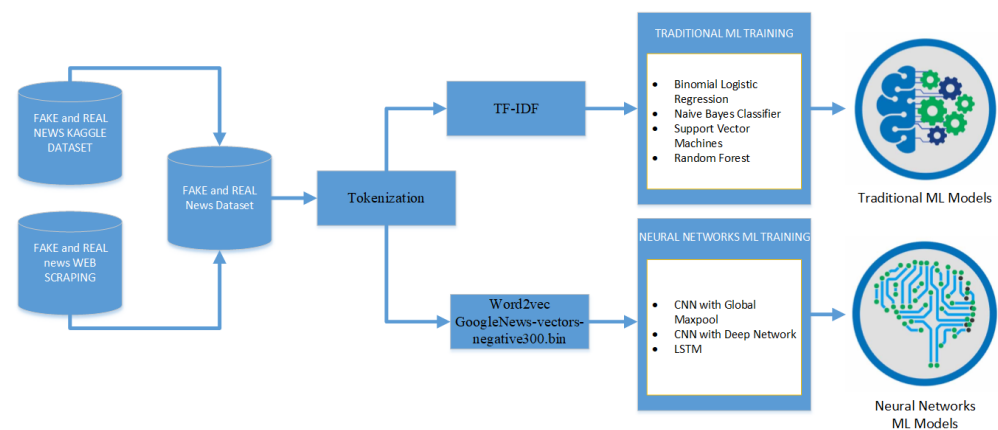 FAKE and REAL
NEWS KAGGLE
DATASET
FAKE and REAL
news WEB
SCRAPING
FAKE and REAL
News Dataset
Tokenization
TF-IDF
Word2vec
GoogleNews-vectors-
negative300.bin
TRADITIONAL ML TRAINING
• Binomial Logistic
Regression
• Naive Bayes Classifier
• Support Vector
Machines
• Random Forest
NEURAL NETWORKS ML TRAINING
• CNN with Global
Maxpool
• CNN with Deep Network
• LSTM
Traditional ML Models
Neural Networks
ML Models